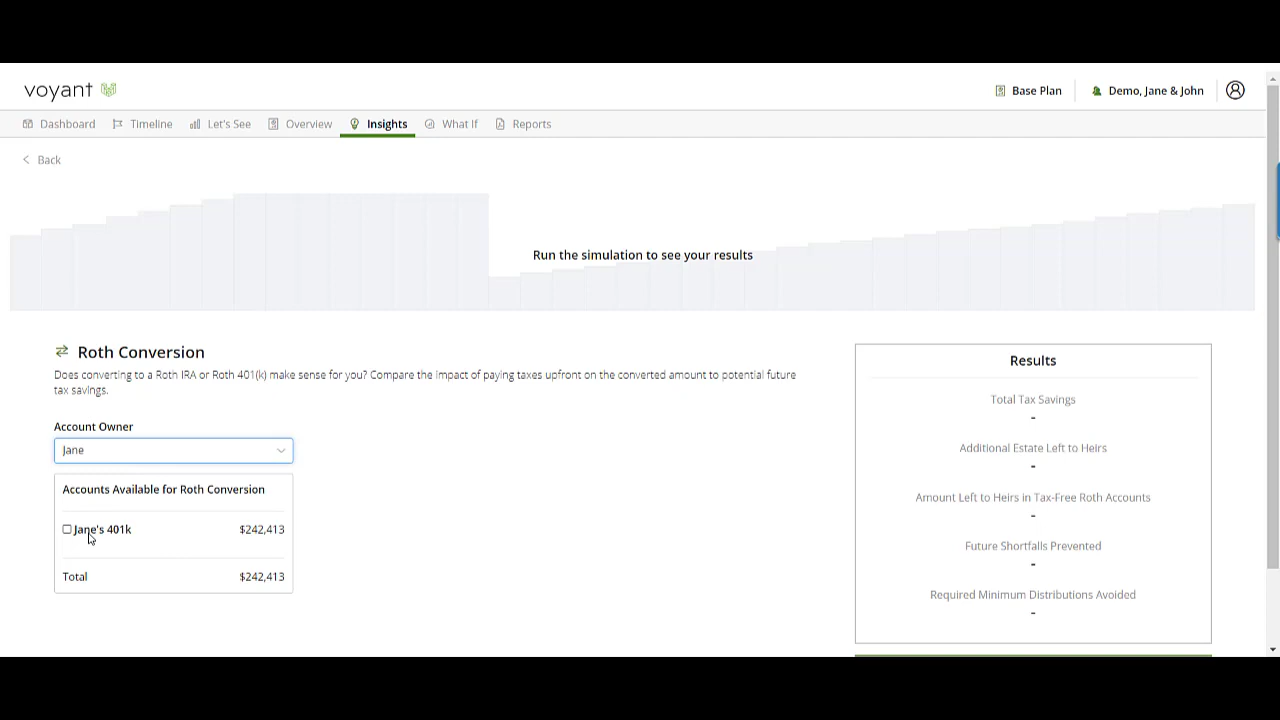 voyant
Base Plan
Demo, Jane & John
Dashboard
Timeline
Let's See
Overview
Insights
What If
Reports
Back
Run the simulation to see your results
Roth Conversion
Does converting to a Roth IRA or Roth 401(k) make sense for you? Compare the impact of paying taxes upfront on the converted amount to potential future
tax savings.
Account Owner
Jane
Accounts Available for Roth Conversion
Jane's 401k $242,413
Total $242,413
Results
Total Tax Savings
-
Additional Estate Left to Heirs
-
Amount Left to Heirs in Tax-Free Roth Accounts
-
Future Shortfalls Prevented
-
Required Minimum Distributions Avoided
-